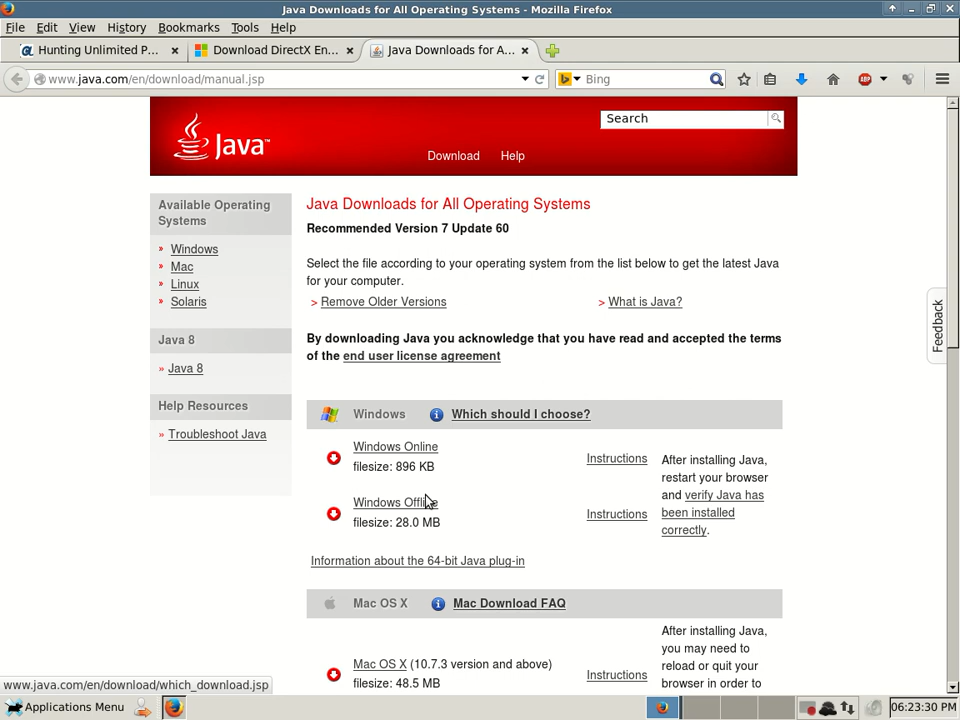 Java Downloads for All Operating Systems - Mozilla Firefox
File Edit View History Bookmarks Tools Help
Hunting Unlimited P... Download DirectX En... Java Downloads for A...
www.java.com/en/download/manual.jsp Bing
Search
Java™
Download Help
Available Operating
Systems
Windows
Mac
Linux
Solaris
Java 8
Java 8
Help Resources
Troubleshoot Java
Java Downloads for All Operating Systems
Recommended Version 7 Update 60
Select the file according to your operating system from the list below to get the latest Java
for your computer.
> Remove Older Versions > What is Java?
By downloading Java you acknowledge that you have read and accepted the terms
of the end user license agreement
Windows Which should I choose?
Windows Online
filesize: 896 KB
Instructions
Windows Offline
filesize: 28.0 MB
Instructions
After installing Java,
restart your browser
and verify Java has
been installed
correctly.
Information about the 64-bit Java plug-in
Mac OS X Mac Download FAQ
Mac OS X (10.7.3 version and above)
filesize: 48.5 MB
Instructions
After installing Java,
you may need to
reload or quit your
browser in order to
Feedback
www.java.com/en/download/which_download.jsp
Applications Menu 06:23:30 PM